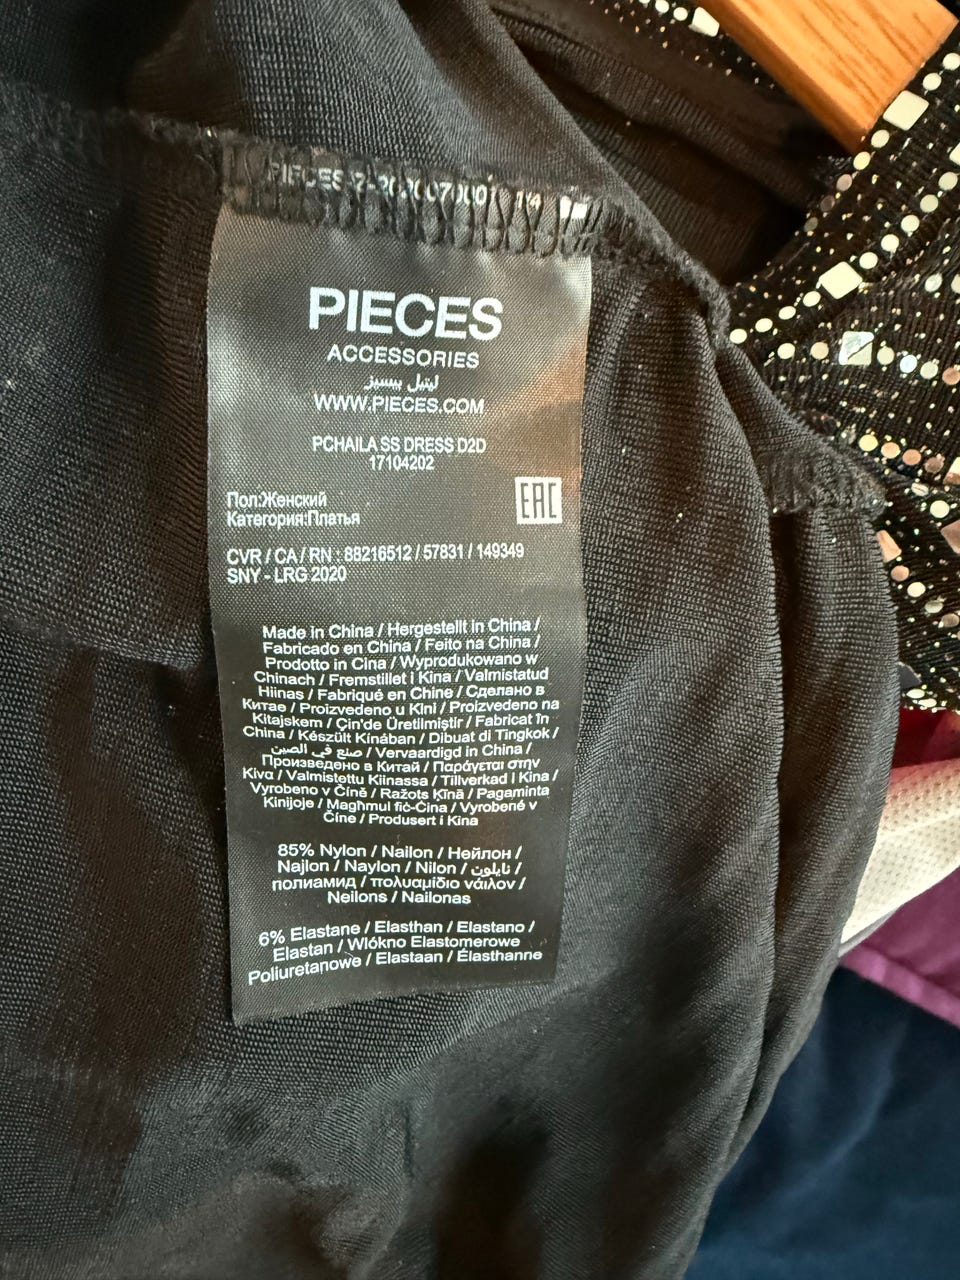 PIECES
ACCESSORIES
ليتيل بيسيز
WWW.PIECES.COM
PCHAILA SS DRESS D2D
17104202
Пол:Женский
Категория:Платья
EAC
CVR / CA / RN : 88216512 / 57831 / 149349
SNY - LRG 2020
Made in China / Hergestellt in China /
Fabricado en China / Feito na China /
Prodotto in Cina / Wyprodukowano w
Chinach / Fremstillet i Kina / Valmistatud
Hiinas / Fabriqué en Chine / Сделано в
Китае / Proizvedeno u Kini / Proizvedeno na
Kitajskem / Çin'de Üretilmiştir / Fabricat în
China / Készült Kínában / Dibuat di Tingkok /
صنع في الصين / Vervaardigd in China /
Произведено в Китай / Παράγεται στην
Κίνα / Valmistettu Kiinassa / Tillverkad i Kina /
Vyrobeno v Číně / Ražots Ķīnā / Pagaminta
Kinijoje / Magħmul fiċ-Ċina / Vyrobené v
Číne / Produsert i Kina
85% Nylon / Nailon / Нейлон /
Najlon / Naylon / Nilon / نايلون /
полиамид / πολυαμίδιο νάιλον /
Neilons / Nailonas
6% Elastane / Elasthan / Elastano /
Elastan / Włókno Elastomerowe
Poliuretanowe / Elastaan / Élasthanne